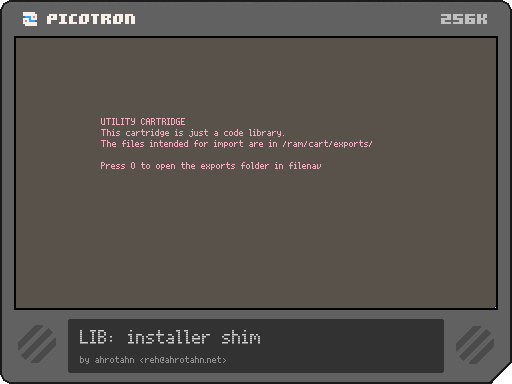 PICOTRON
256K
UTILITY CARTRIDGE
This cartridge is just a code library.
The files intended for import are in /ram/cart/exports/
Press O to open the exports folder in filenav
LIB: installer shim
by ahrotahn <reh@ahrotahn.net>